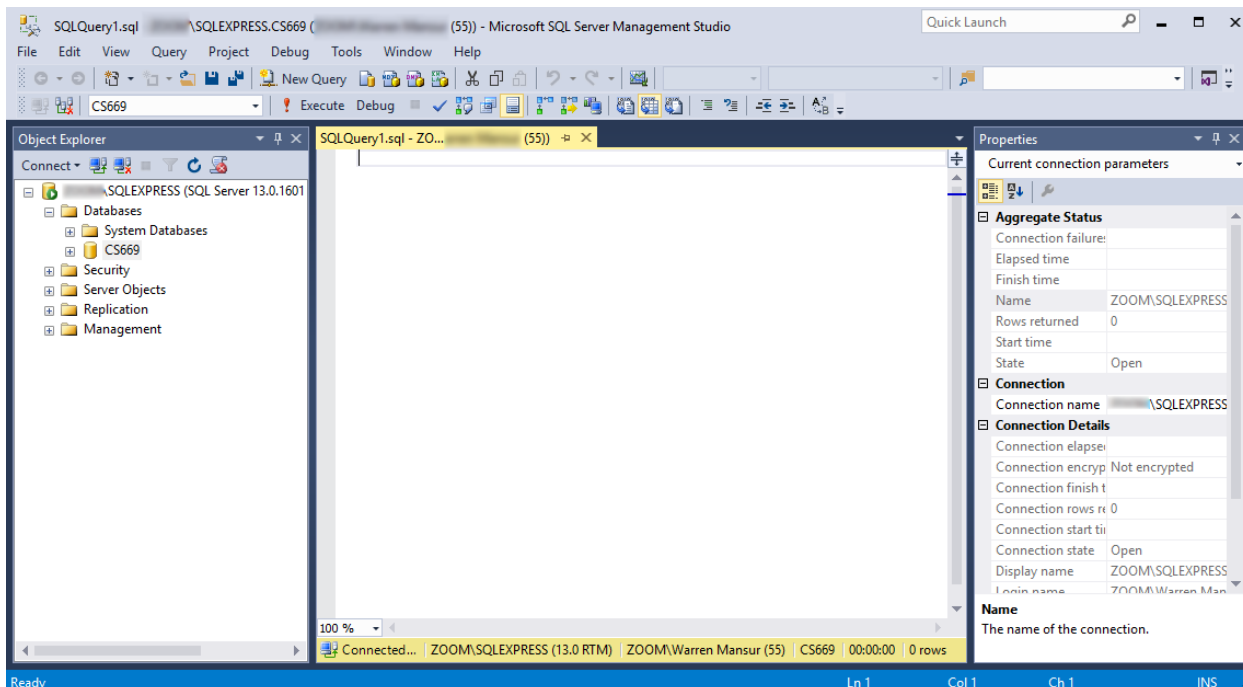 SQLQuery1.sql \SQLEXPRESS.CS669 ( (55)) - Microsoft SQL Server Management Studio
Quick Launch
File Edit View Query Project Debug Tools Window Help
New Query
CS669 Execute Debug
Object Explorer
Connect
\SQLEXPRESS (SQL Server 13.0.1601
Databases
System Databases
CS669
Security
Server Objects
Replication
Management
SQLQuery1.sql - ZO... (55))
100 %
Connected... ZOOM\SQLEXPRESS (13.0 RTM) ZOOM\Warren Mansur (55) CS669 00:00:00 0 rows
Properties
Current connection parameters
Aggregate Status
Connection failure
Elapsed time
Finish time
Name ZOOM\SQLEXPRESS
Rows returned 0
Start time
State Open
Connection
Connection name \SQLEXPRESS
Connection Details
Connection elapse
Connection encryp Not encrypted
Connection finish t
Connection rows re 0
Connection start ti
Connection state Open
Display name ZOOM\SQLEXPRESS
Login name ZOOM\Warren Man
Name
The name of the connection.
Ready Ln 1 Col 1 Ch 1 INS